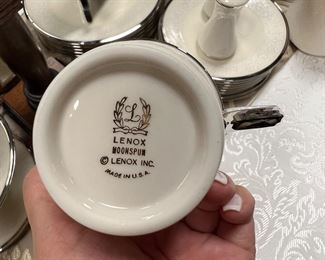 L
LENOX
MOONSPUN
© LENOX INC.
MADE IN U.S.A.